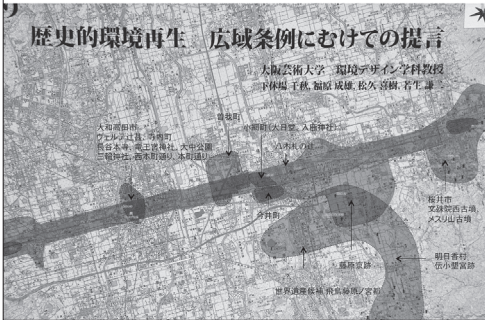 歴史的環境再生　広域条例にむけての提言
大阪芸術大学　環境デザイン学科教授
下休場 千秋, 福原 成雄, 松久 喜樹, 若生 謙二
曽我町
大和高田市
ヴェルデ辻甚、寺内町
長谷本寺、竜王宮神社、大中公園
三輪神社、西本町通り、本町通り
小綱町(大日堂、入鹿神社)
八木札の辻
今井町
藤原京跡
世界遺産候補 飛鳥藤原ノ宮都
桜井市
文殊院西古墳
メスリ山古墳
明日香村
伝小墾宮跡